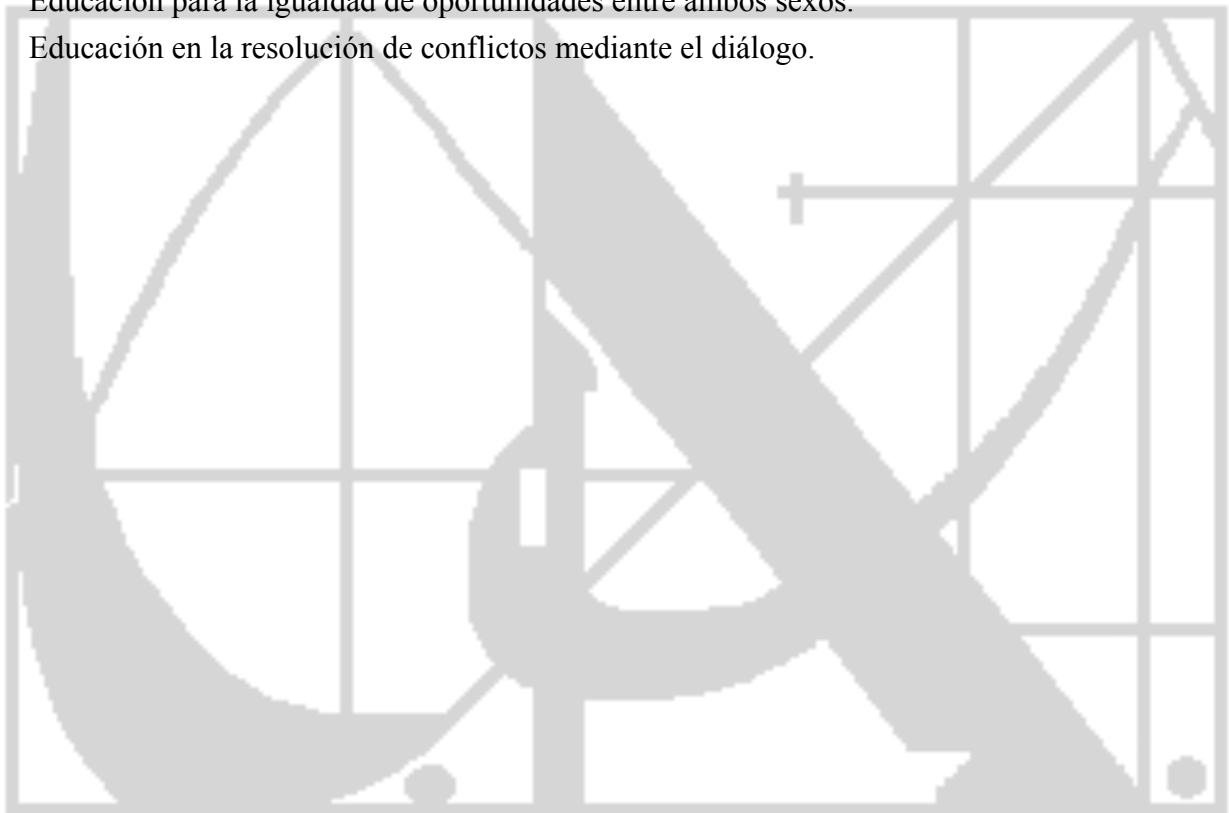 Educación para la igualdad de oportunidades entre ambos sexos.
Educación en la resolución de conflictos mediante el diálogo.